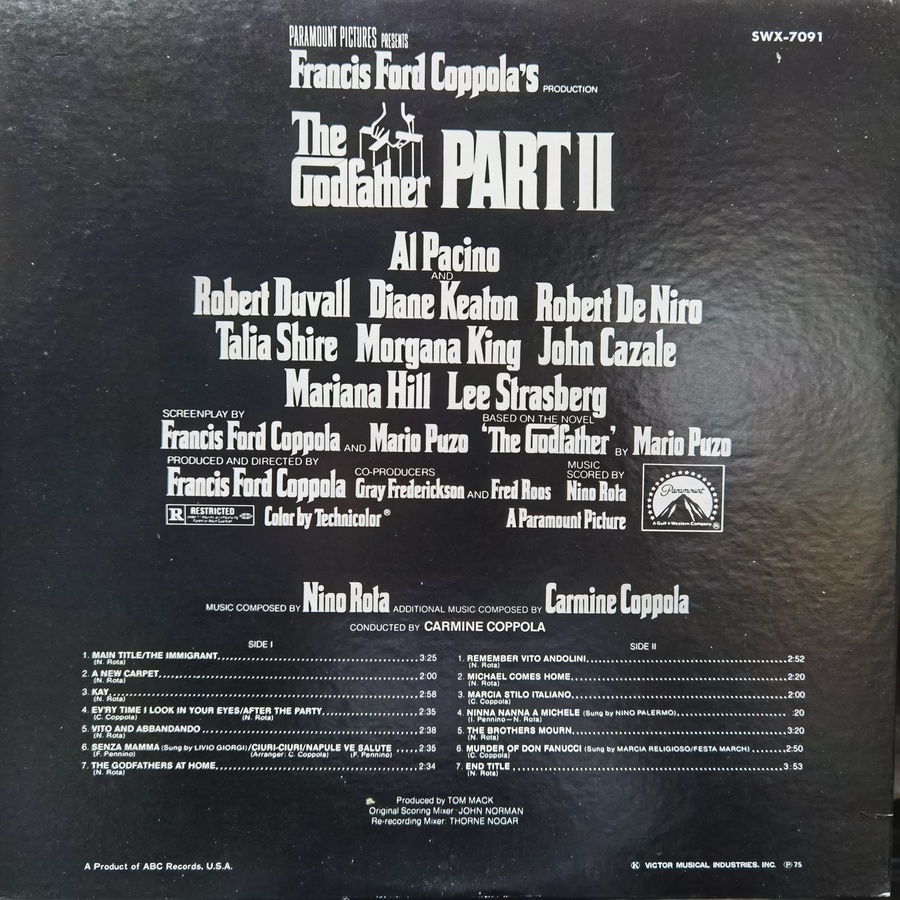 PARAMOUNT PICTURES PRESENTS
SWX-7091
Francis Ford Coppola's PRODUCTION
The Godfather PART II
Al Pacino
AND
Robert Duvall Diane Keaton Robert De Niro
Talia Shire Morgana King John Cazale
Mariana Hill Lee Strasberg
SCREENPLAY BY BASED ON THE NOVEL
Francis Ford Coppola AND Mario Puzo 'The Godfather' BY Mario Puzo
PRODUCED AND DIRECTED BY CO-PRODUCERS MUSIC SCORED BY
Francis Ford Coppola Gray Frederickson AND Fred Roos Nino Rota
Paramount
A Gulf+Western Company
R RESTRICTED Color by Technicolor® A Paramount Picture
MUSIC COMPOSED BY Nino Rota ADDITIONAL MUSIC COMPOSED BY Carmine Coppola
CONDUCTED BY CARMINE COPPOLA
SIDE I
1. MAIN TITLE/THE IMMIGRANT 3:25
(N. Rota)
2. A NEW CARPET 2:00
(N. Rota)
3. KAY 2:58
(N. Rota)
4. EV'RY TIME I LOOK IN YOUR EYES/AFTER THE PARTY 2:35
(C. Coppola) (N. Rota)
5. VITO AND ABBANDANDO 2:38
(N. Rota)
6. SENZA MAMMA (Sung by LIVIO GIORGI)/CIURI-CIURI/NAPULE VE SALUTE 2:35
(F. Pennino) (Arranger: C. Coppola) (F. Pennino)
7. THE GODFATHERS AT HOME 2:34
(N. Rota)
SIDE II
1. REMEMBER VITO ANDOLINI 2:52
(N. Rota)
2. MICHAEL COMES HOME 2:20
(N. Rota)
3. MARCIA STILO ITALIANO 2:00
(C. Coppola)
4. NINNA NANNA A MICHELE (Sung by NINO PALERMO) :20
(I. Pennino—N. Rota)
5. THE BROTHERS MOURN 3:20
(N. Rota)
6. MURDER OF DON FANUCCI (Sung by MARCIA RELIGIOSO/FESTA MARCH) 2:50
(C. Coppola)
7. END TITLE 3:53
(N. Rota)
Produced by TOM MACK
Original Scoring Mixer: JOHN NORMAN
Re-recording Mixer: THORNE NOGAR
A Product of ABC Records, U.S.A.
Ⓚ VICTOR MUSICAL INDUSTRIES, INC. ℗ 75